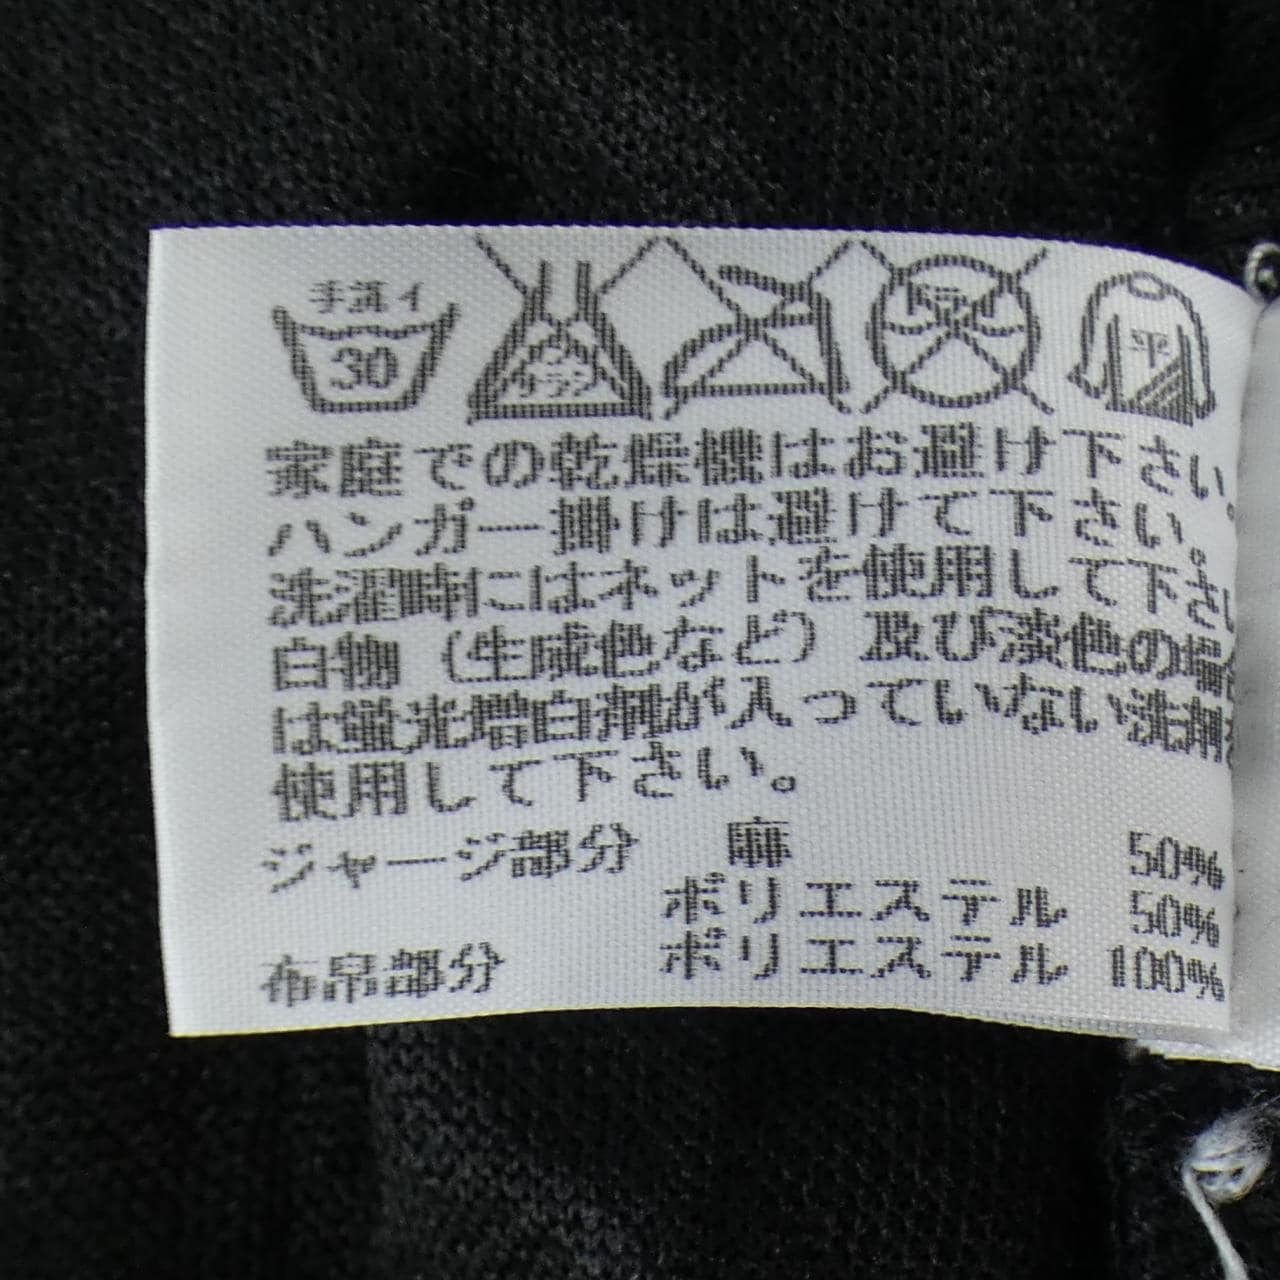 手洗イ
30
エンソ
サラシ
ドライ
平
家庭での乾燥機はお避け下さい。
ハンガー掛けは避けて下さい。
洗濯時にはネットを使用して下さい
白物(生成色など)及び淡色の場合
は蛍光増白剤が入っていない洗剤を
使用して下さい。
ジャージ部分 麻 50%
ポリエステル 50%
布帛部分 ポリエステル 100%